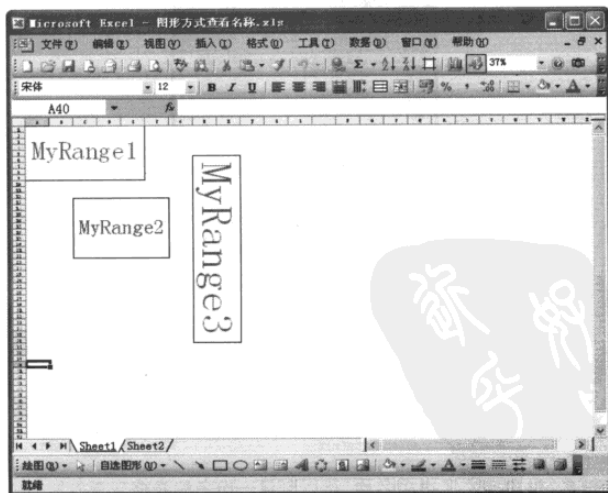 Microsoft Excel - 图形方式查看名称.xls
文件(F) 编辑(E) 视图(V) 插入(I) 格式(O) 工具(T) 数据(D) 窗口(W) 帮助(H)
37%
宋体 12 B I U
A40 fx
MyRange1
MyRange2
MyRange3
Sheet1 Sheet2
绘图(R) 自选图形(U)
就绪